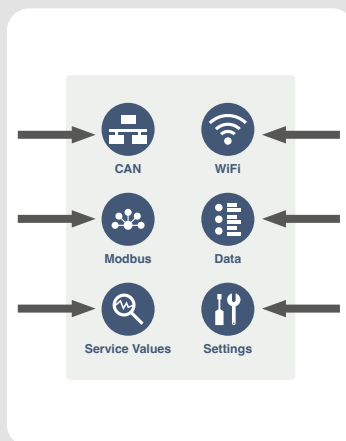 CAN
WiFi
Modbus
Data
Service Values
Settings